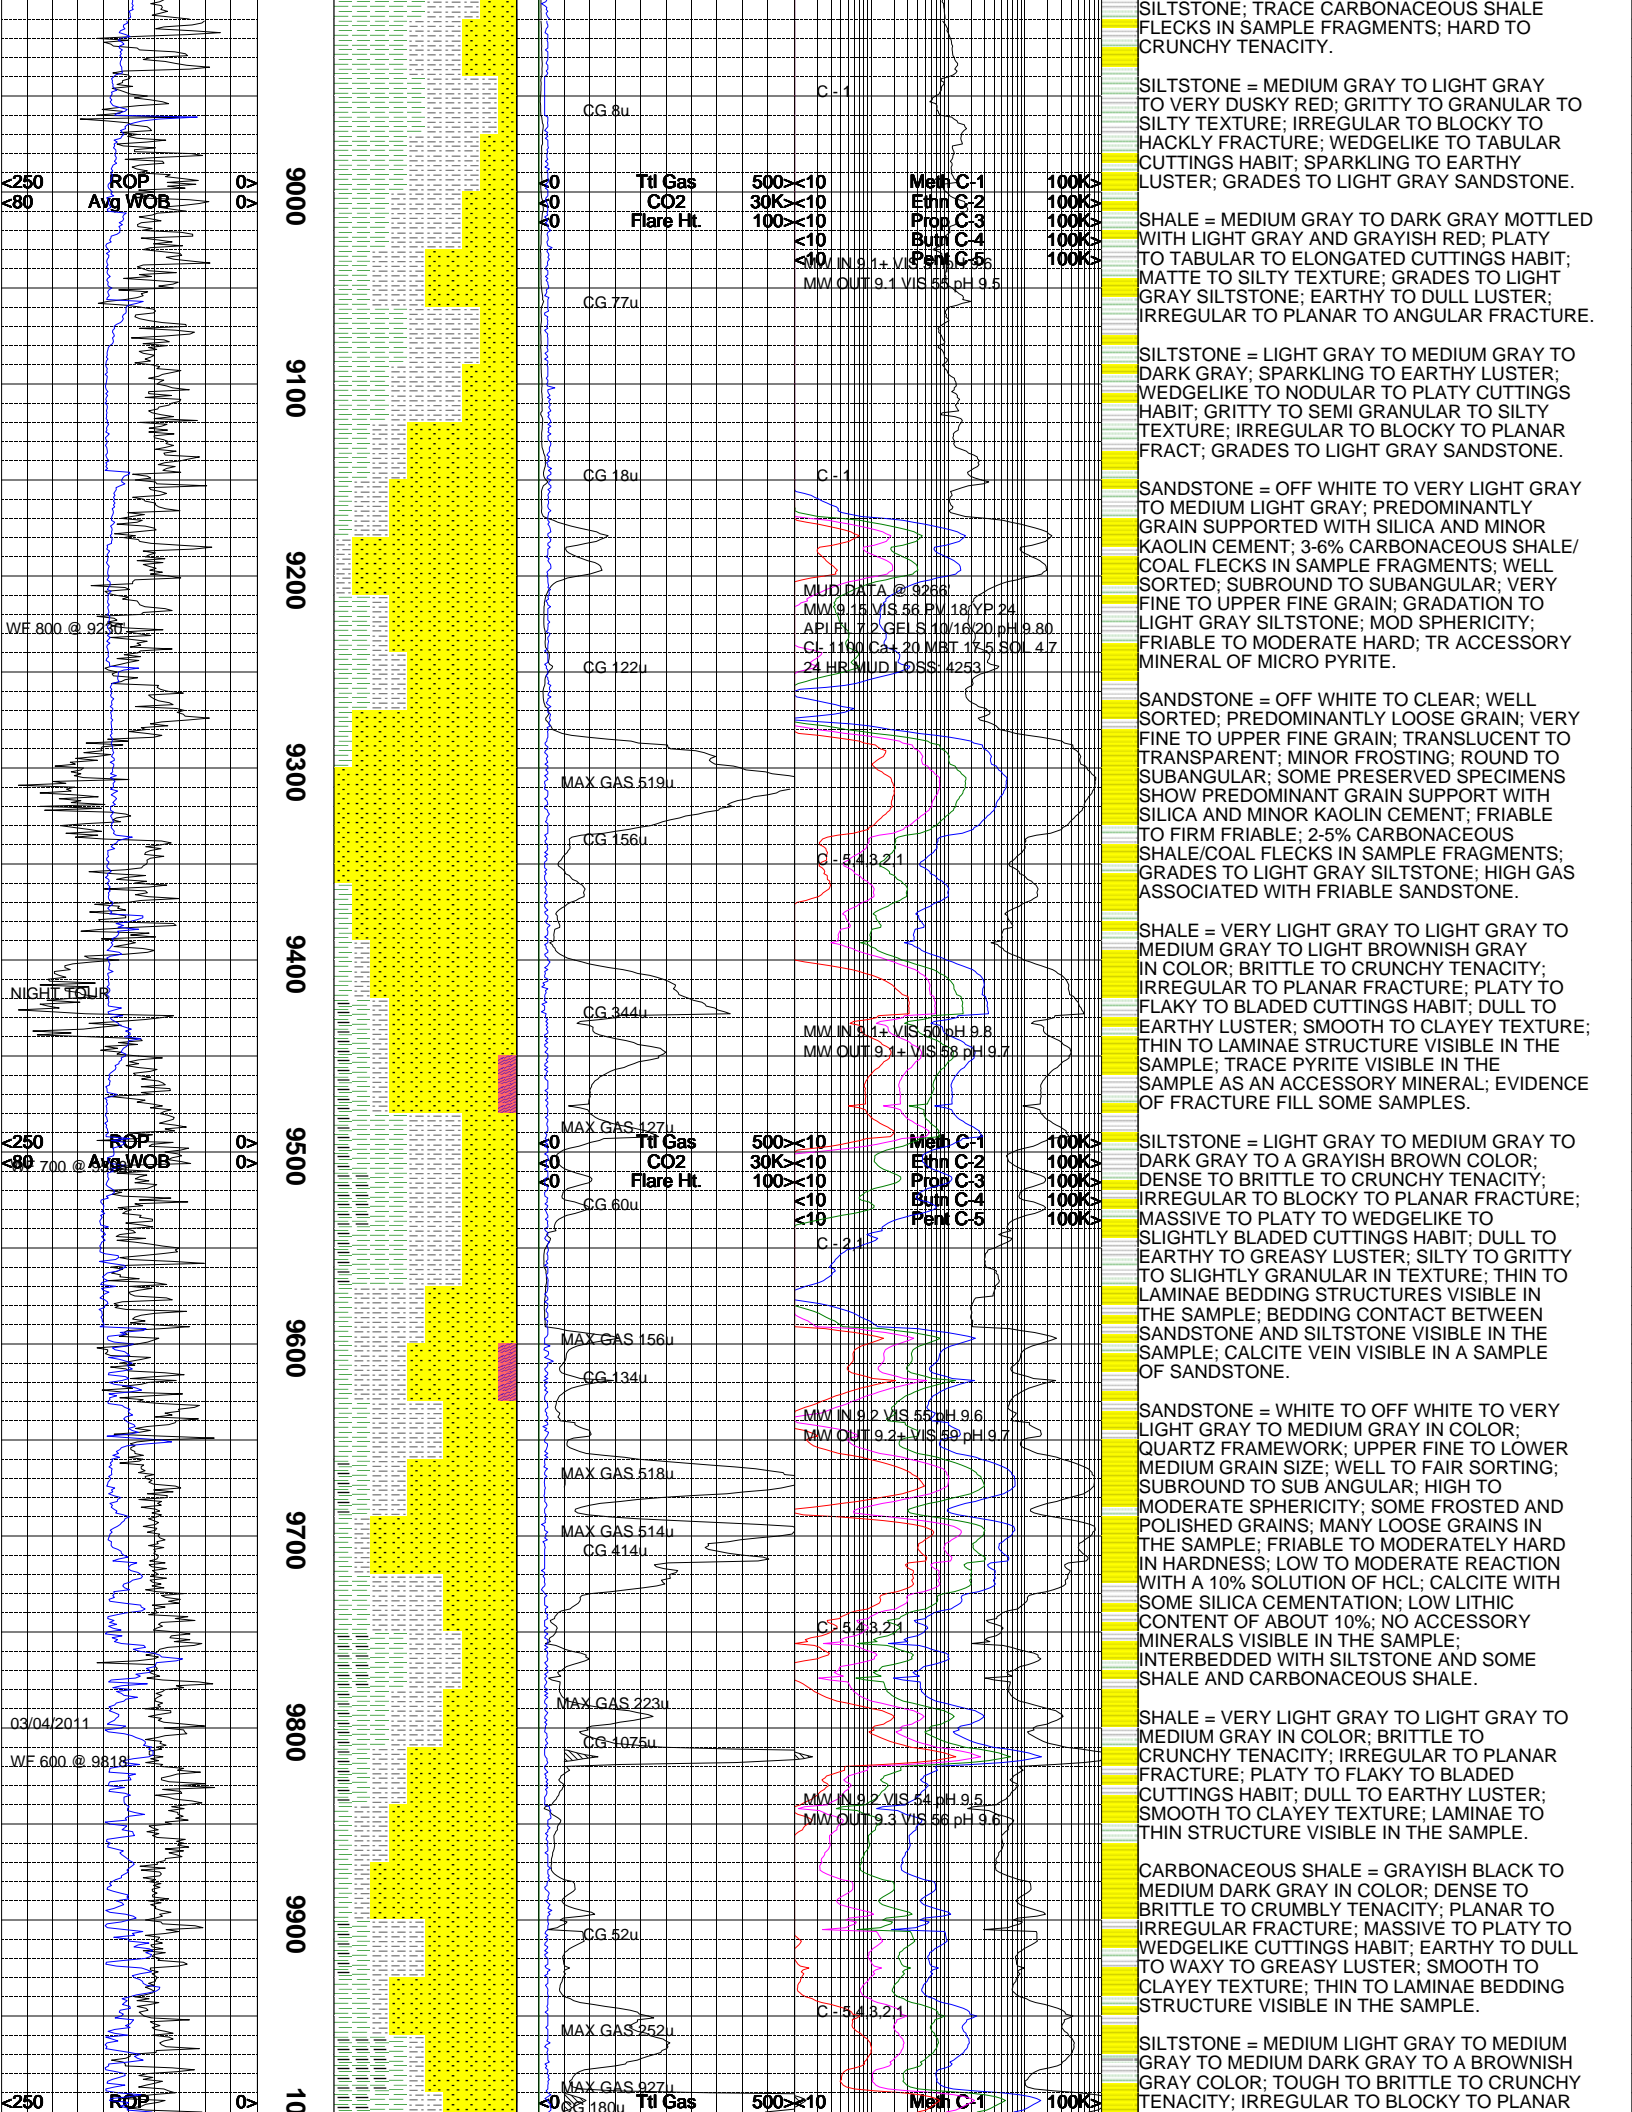 SILTSTONE; TRACE CARBONACEOUS SHALE
FLECKS IN SAMPLE FRAGMENTS; HARD TO
CRUNCHY TENACITY.
SILTSTONE = MEDIUM GRAY TO LIGHT GRAY
TO VERY DUSKY RED; GRITTY TO GRANULAR TO
SILTY TEXTURE; IRREGULAR TO BLOCKY TO
HACKLY FRACTURE; WEDGELIKE TO TABULAR
CUTTINGS HABIT; SPARKLING TO EARTHY
LUSTER; GRADES TO LIGHT GRAY SANDSTONE.
SHALE = MEDIUM GRAY TO DARK GRAY MOTTLED
WITH LIGHT GRAY AND GRAYISH RED; PLATY
TO TABULAR TO ELONGATED CUTTINGS HABIT;
MATTE TO SILTY TEXTURE; GRADES TO LIGHT
GRAY SILTSTONE; EARTHY TO DULL LUSTER;
IRREGULAR TO PLANAR TO ANGULAR FRACTURE.
SILTSTONE = LIGHT GRAY TO MEDIUM GRAY TO
DARK GRAY; SPARKLING TO EARTHY LUSTER;
WEDGELIKE TO NODULAR TO PLATY CUTTINGS
HABIT; GRITTY TO SEMI GRANULAR TO SILTY
TEXTURE; IRREGULAR TO BLOCKY TO PLANAR
FRACT; GRADES TO LIGHT GRAY SANDSTONE.
SANDSTONE = OFF WHITE TO VERY LIGHT GRAY
TO MEDIUM LIGHT GRAY; PREDOMINANTLY
GRAIN SUPPORTED WITH SILICA AND MINOR
KAOLIN CEMENT; 3-6% CARBONACEOUS SHALE/
COAL FLECKS IN SAMPLE FRAGMENTS; WELL
SORTED; SUBROUND TO SUBANGULAR; VERY
FINE TO UPPER FINE GRAIN; GRADATION TO
LIGHT GRAY SILTSTONE; MOD SPHERICITY;
FRIABLE TO MODERATE HARD; TR ACCESSORY
MINERAL OF MICRO PYRITE.
SANDSTONE = OFF WHITE TO CLEAR; WELL
SORTED; PREDOMINANTLY LOOSE GRAIN; VERY
FINE TO UPPER FINE GRAIN; TRANSLUCENT TO
TRANSPARENT; MINOR FROSTING; ROUND TO
SUBANGULAR; SOME PRESERVED SPECIMENS
SHOW PREDOMINANT GRAIN SUPPORT WITH
SILICA AND MINOR KAOLIN CEMENT; FRIABLE
TO FIRM FRIABLE; 2-5% CARBONACEOUS
SHALE/COAL FLECKS IN SAMPLE FRAGMENTS;
GRADES TO LIGHT GRAY SILTSTONE; HIGH GAS
ASSOCIATED WITH FRIABLE SANDSTONE.
SHALE = VERY LIGHT GRAY TO LIGHT GRAY TO
MEDIUM GRAY TO LIGHT BROWNISH GRAY
IN COLOR; BRITTLE TO CRUNCHY TENACITY;
IRREGULAR TO PLANAR FRACTURE; PLATY TO
FLAKY TO BLADED CUTTINGS HABIT; DULL TO
EARTHY LUSTER; SMOOTH TO CLAYEY TEXTURE;
THIN TO LAMINAE STRUCTURE VISIBLE IN THE
SAMPLE; TRACE PYRITE VISIBLE IN THE
SAMPLE AS AN ACCESSORY MINERAL; EVIDENCE
OF FRACTURE FILL SOME SAMPLES.
SILTSTONE = LIGHT GRAY TO MEDIUM GRAY TO
DARK GRAY TO A GRAYISH BROWN COLOR;
DENSE TO BRITTLE TO CRUNCHY TENACITY;
IRREGULAR TO BLOCKY TO PLANAR FRACTURE;
MASSIVE TO PLATY TO WEDGELIKE TO
SLIGHTLY BLADED CUTTINGS HABIT; DULL TO
EARTHY TO GREASY LUSTER; SILTY TO GRITTY
TO SLIGHTLY GRANULAR IN TEXTURE; THIN TO
LAMINAE BEDDING STRUCTURES VISIBLE IN
THE SAMPLE; BEDDING CONTACT BETWEEN
SANDSTONE AND SILTSTONE VISIBLE IN THE
SAMPLE; CALCITE VEIN VISIBLE IN A SAMPLE
OF SANDSTONE.
SANDSTONE = WHITE TO OFF WHITE TO VERY
LIGHT GRAY TO MEDIUM GRAY IN COLOR;
QUARTZ FRAMEWORK; UPPER FINE TO LOWER
MEDIUM GRAIN SIZE; WELL TO FAIR SORTING;
SUBROUND TO SUB ANGULAR; HIGH TO
MODERATE SPHERICITY; SOME FROSTED AND
POLISHED GRAINS; MANY LOOSE GRAINS IN
THE SAMPLE; FRIABLE TO MODERATELY HARD
IN HARDNESS; LOW TO MODERATE REACTION
WITH A 10% SOLUTION OF HCL; CALCITE WITH
SOME SILICA CEMENTATION; LOW LITHIC
CONTENT OF ABOUT 10%; NO ACCESSORY
MINERALS VISIBLE IN THE SAMPLE;
INTERBEDDED WITH SILTSTONE AND SOME
SHALE AND CARBONACEOUS SHALE.
SHALE = VERY LIGHT GRAY TO LIGHT GRAY TO
MEDIUM GRAY IN COLOR; BRITTLE TO
CRUNCHY TENACITY; IRREGULAR TO PLANAR
FRACTURE; PLATY TO FLAKY TO BLADED
CUTTINGS HABIT; DULL TO EARTHY LUSTER;
SMOOTH TO CLAYEY TEXTURE; LAMINAE TO
THIN STRUCTURE VISIBLE IN THE SAMPLE.
CARBONACEOUS SHALE = GRAYISH BLACK TO
MEDIUM DARK GRAY IN COLOR; DENSE TO
BRITTLE TO CRUMBLY TENACITY; PLANAR TO
IRREGULAR FRACTURE; MASSIVE TO PLATY TO
WEDGELIKE CUTTINGS HABIT; EARTHY TO DULL
TO WAXY TO GREASY LUSTER; SMOOTH TO
CLAYEY TEXTURE; THIN TO LAMINAE BEDDING
STRUCTURE VISIBLE IN THE SAMPLE.
SILTSTONE = MEDIUM LIGHT GRAY TO MEDIUM
GRAY TO MEDIUM DARK GRAY TO A BROWNISH
GRAY COLOR; TOUGH TO BRITTLE TO CRUNCHY
TENACITY; IRREGULAR TO BLOCKY TO PLANAR
<250 ROP 0>
<80 Avg WOB 0>
WF 800 @ 9230
NIGHT TOUR
<250 ROP 0>
<80 Avg WOB 0>
700 @
03/04/2011
WF 600 @ 9818
<250 ROP 0>
9000
9100
9200
9300
9400
9500
9600
9700
9800
9900
10
CG 8u
<0 Ttl Gas 500>
<0 CO2 30K>
<0 Flare Ht. 100>
CG 77u
CG 18u
CG 122u
MAX GAS 519u
CG 156u
CG 344u
MAX GAS 127u
<0 Ttl Gas 500>
<0 CO2 30K>
<0 Flare Ht. 100>
CG 60u
MAX GAS 156u
CG 134u
MAX GAS 518u
MAX GAS 514u
CG 414u
MAX GAS 223u
CG 1075u
CG 52u
MAX GAS 252u
MAX GAS 927u
<0 Ttl Gas 500>
CG 180u
C - 1
<10 Meth C-1 100K>
<10 Ethn C-2 100K>
<10 Prop C-3 100K>
<10 Butn C-4 100K>
<10 Pent C-5 100K>
MW IN 9.1+ VIS pH 9.6
MW OUT 9.1 VIS 55 pH 9.5
C - 1
MUD DATA @ 9266'
MW 9.15 VIS 56 PV 18 YP 24
API FL 7.2 GELS 10/16/20 pH 9.80
Cl- 1100 Ca+ 20 MBT 17.5 SOL 4.7
24 HR MUD LOSS: 4253
C - 5,4,3,2,1
MW IN 9.1+ VIS 50 pH 9.8
MW OUT 9.1+ VIS 58 pH 9.7
<10 Meth C-1 100K>
<10 Ethn C-2 100K>
<10 Prop C-3 100K>
<10 Butn C-4 100K>
<10 Pent C-5 100K>
C - 2,1
MW IN 9.2 VIS 55 pH 9.6
MW OUT 9.2+ VIS 59 pH 9.7
C - 5,4,3,2,1
MW IN 9.2 VIS 54 pH 9.5
MW OUT 9.3 VIS 56 pH 9.6
C - 5,4,3,2,1
<10 Meth C-1 100K>